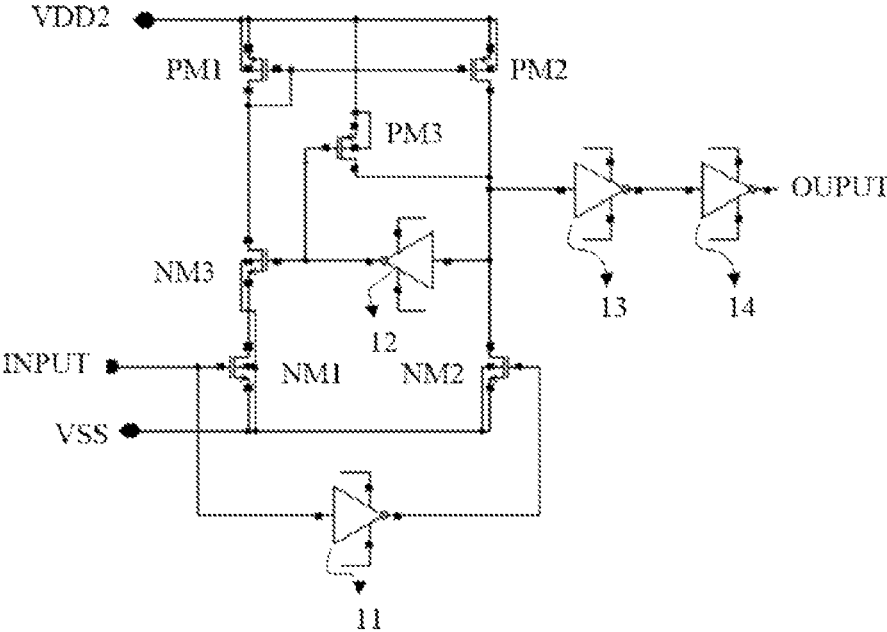 VDD2
PM1
PM2
PM3
OUPUT
NM3
13
14
12
INPUT
NM1
NM2
VSS
11